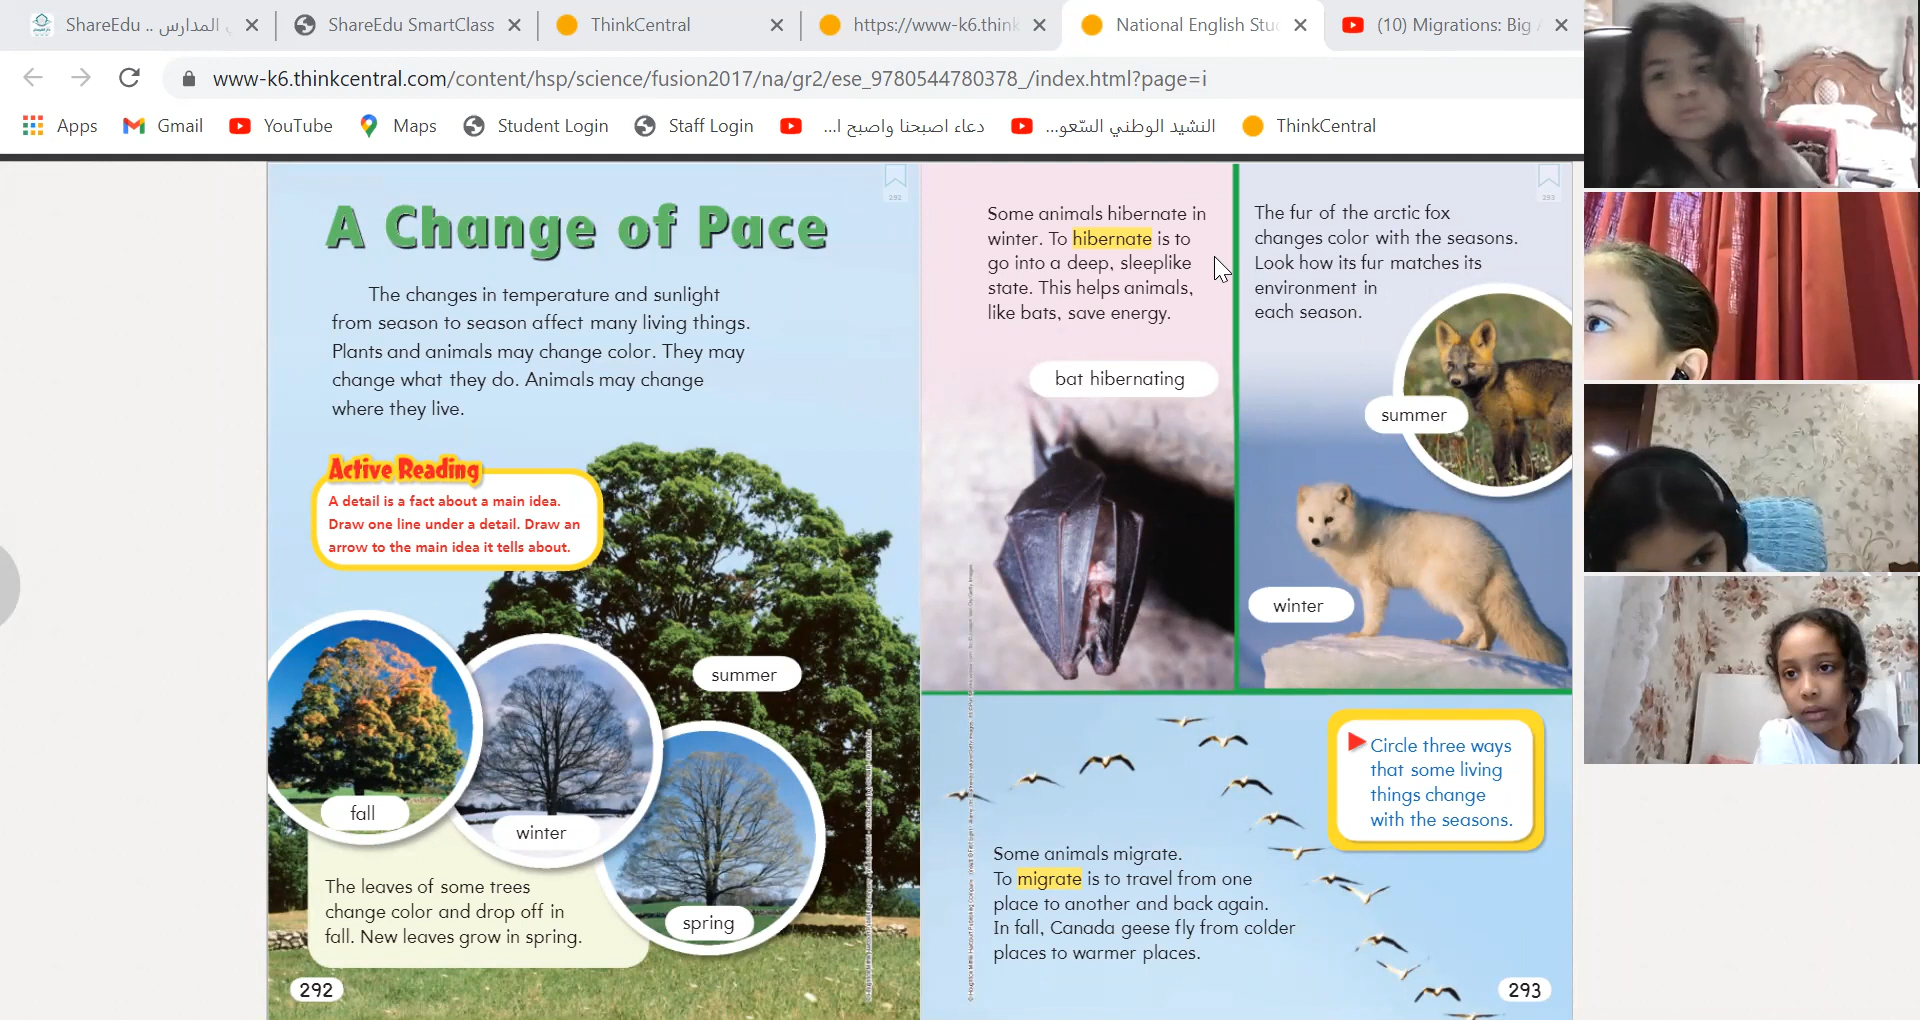 ShareEdu .. ي المدارس
ShareEdu SmartClass
ThinkCentral
https://www-k6.think
National English Stu
(10) Migrations: Big
www-k6.thinkcentral.com/content/hsp/science/fusion2017/na/gr2/ese_9780544780378_/index.html?page=i
Apps
Gmail
YouTube
Maps
Student Login
Staff Login
دعاء اصبحنا واصبح ا...
النشيد الوطني السّعو...
ThinkCentral
292
A Change of Pace
The changes in temperature and sunlight
from season to season affect many living things.
Plants and animals may change color. They may
change what they do. Animals may change
where they live.
Active Reading
A detail is a fact about a main idea.
Draw one line under a detail. Draw an
arrow to the main idea it tells about.
summer
fall
winter
spring
The leaves of some trees
change color and drop off in
fall. New leaves grow in spring.
292
Some animals hibernate in
winter. To hibernate is to
go into a deep, sleeplike
state. This helps animals,
like bats, save energy.
bat hibernating
293
The fur of the arctic fox
changes color with the seasons.
Look how its fur matches its
environment in
each season.
summer
winter
Circle three ways
that some living
things change
with the seasons.
Some animals migrate.
To migrate is to travel from one
place to another and back again.
In fall, Canada geese fly from colder
places to warmer places.
293